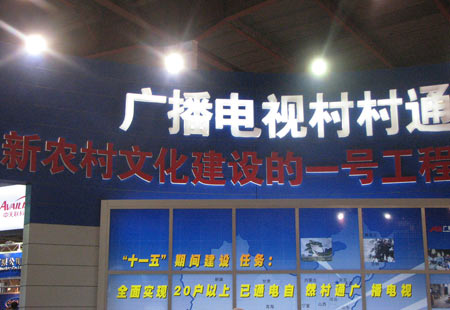 广播电视村村通
新农村文化建设的一号工程
AVAIL
"十一五"期间建设任务：
全面实现20户以上已通电自然村通广播电视